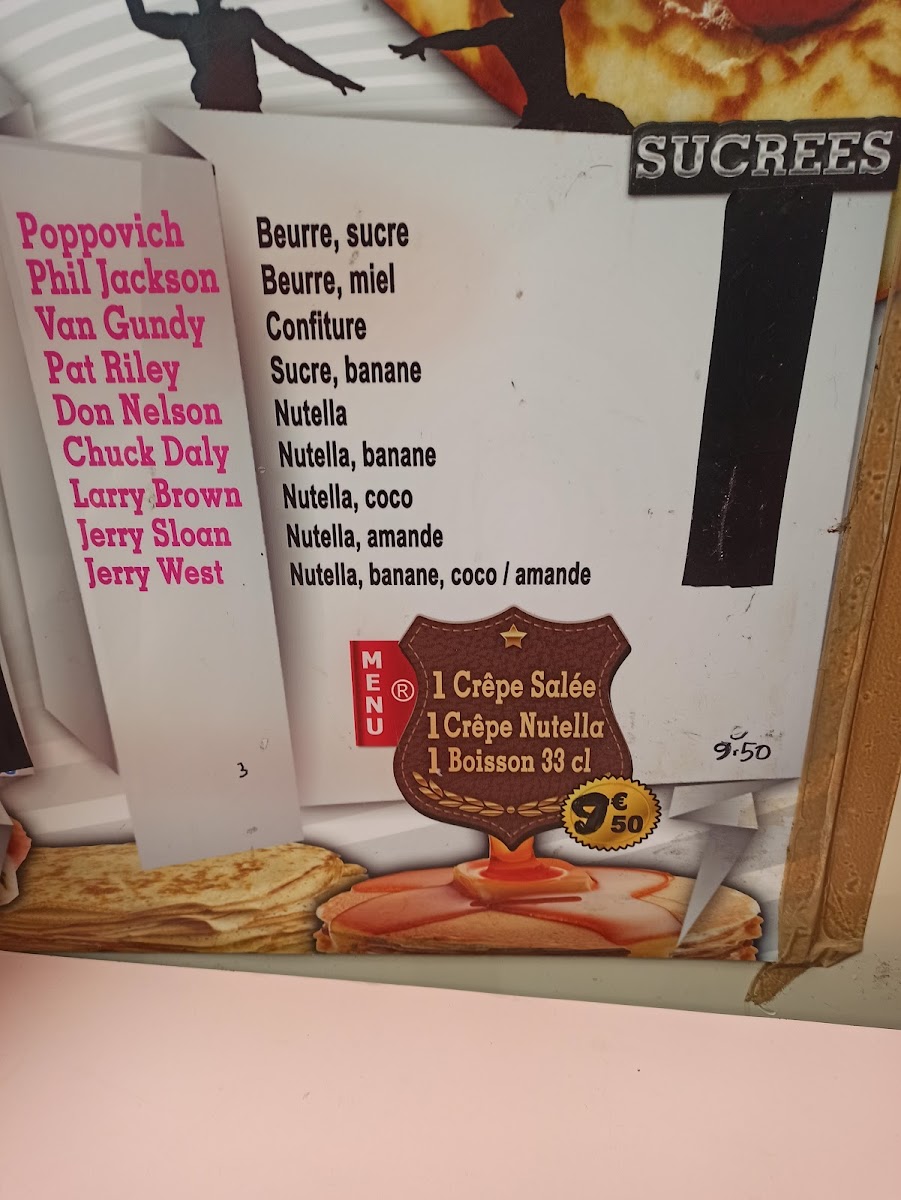 SUCREES
Poppovich Beurre, sucre
Phil Jackson Beurre, miel
Van Gundy Confiture
Pat Riley Sucre, banane
Don Nelson Nutella
Chuck Daly Nutella, banane
Larry Brown Nutella, coco
Jerry Sloan Nutella, amande
Jerry West Nutella, banane, coco / amande
MENU
®
1 Crêpe Salée
1 Crêpe Nutella
1 Boisson 33 cl
9€50
9.50
3